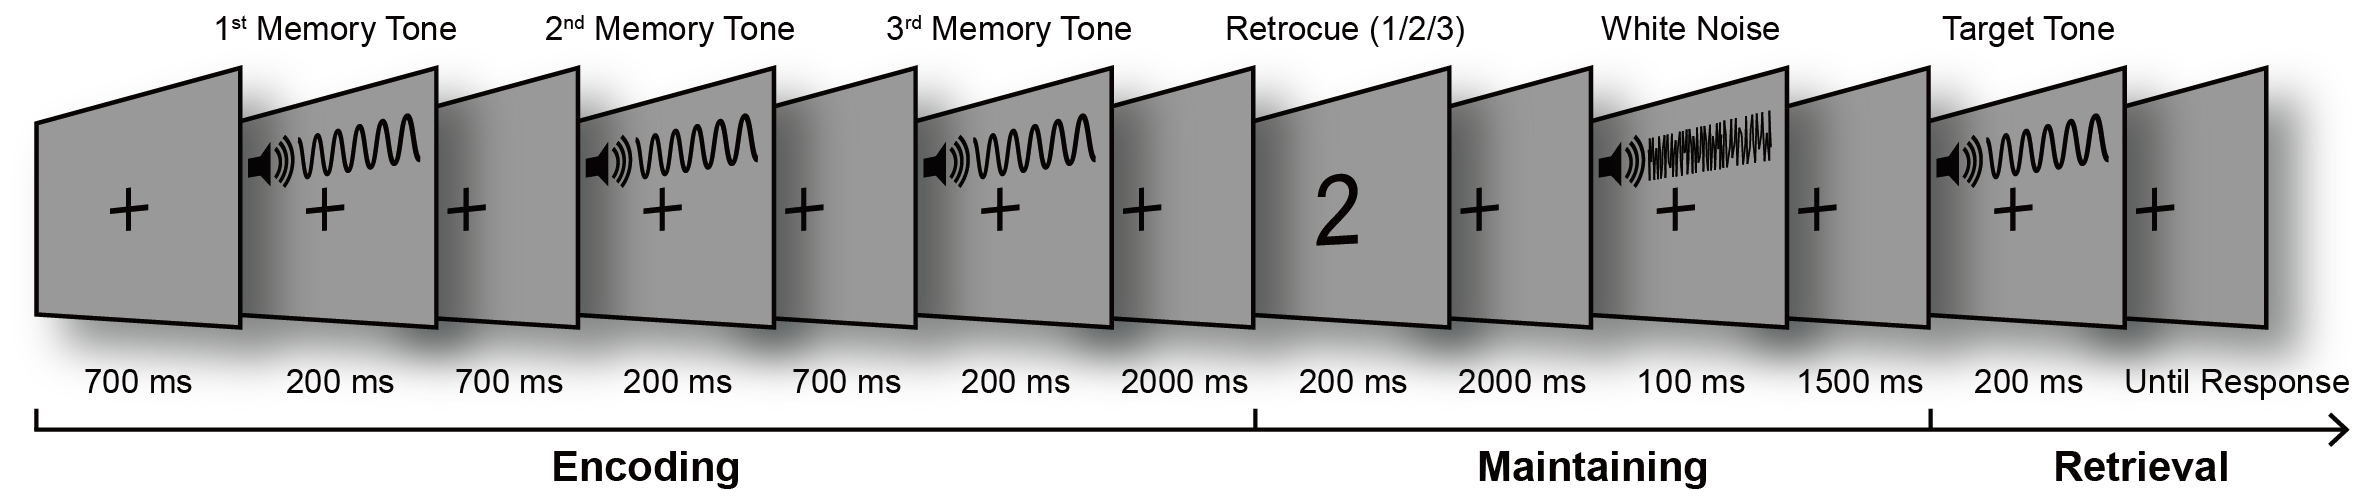 1st Memory Tone 2nd Memory Tone 3rd Memory Tone Retrocue (1/2/3) White Noise Target Tone
2
700 ms 200 ms 700 ms 200 ms 700 ms 200 ms 2000 ms 200 ms 2000 ms 100 ms 1500 ms 200 ms Until Response
Encoding Maintaining Retrieval